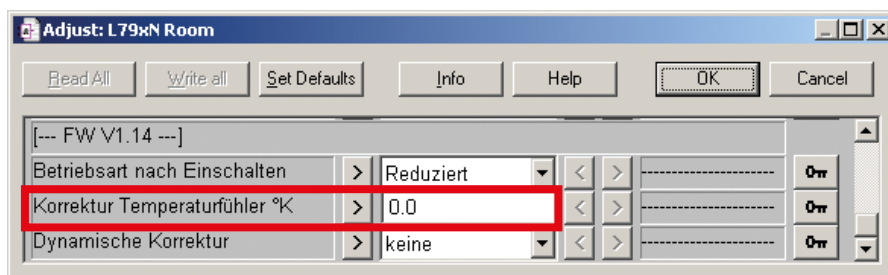 Adjust: L79xN Room
Read All Write all Set Defaults Info Help OK Cancel
[--- FW V1.14 ---]
Betriebsart nach Einschalten > Reduziert < > ----------------------
Korrektur Temperaturfühler °K > 0.0 < > ----------------------
Dynamische Korrektur > keine < > ----------------------